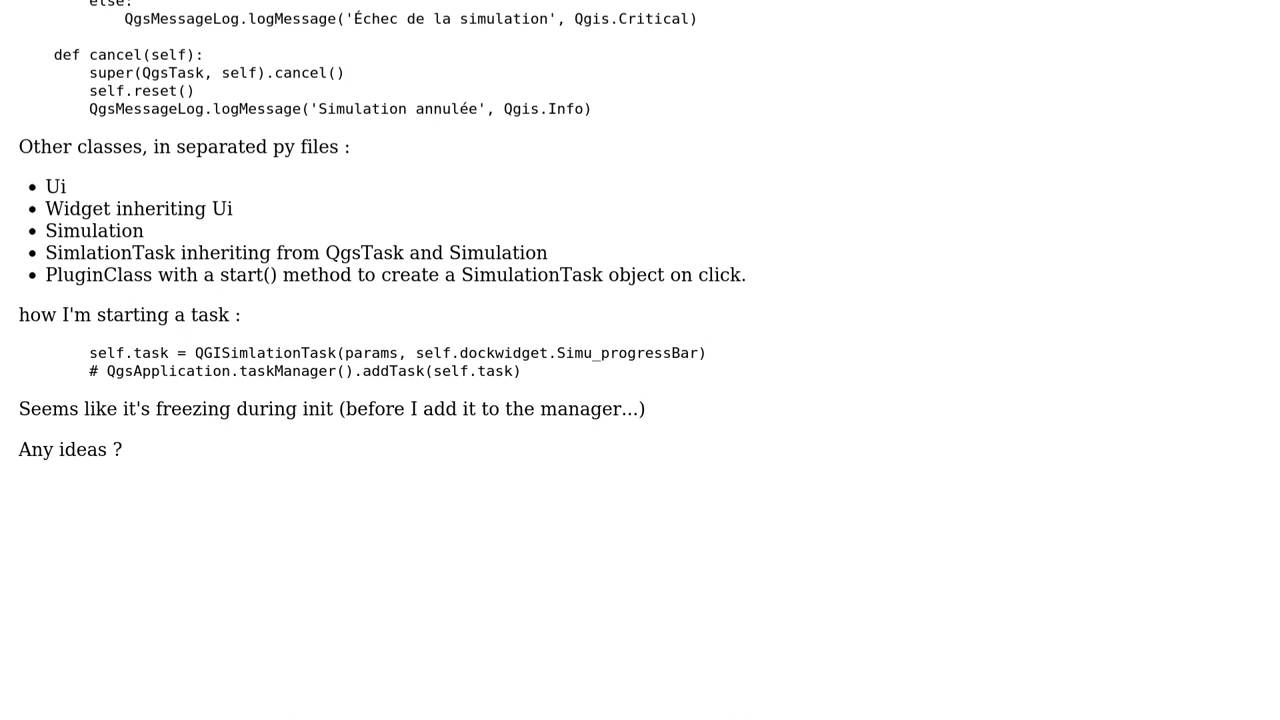 else:
QgsMessageLog.logMessage('Échec de la simulation', Qgis.Critical)
def cancel(self):
super(QgsTask, self).cancel()
self.reset()
QgsMessageLog.logMessage('Simulation annulée', Qgis.Info)
Other classes, in separated py files :
• Ui
• Widget inheriting Ui
• Simulation
• SimlationTask inheriting from QgsTask and Simulation
• PluginClass with a start() method to create a SimulationTask object on click.
how I'm starting a task :
self.task = QGISimlationTask(params, self.dockwidget.Simu_progressBar)
# QgsApplication.taskManager().addTask(self.task)
Seems like it's freezing during init (before I add it to the manager...)
Any ideas ?